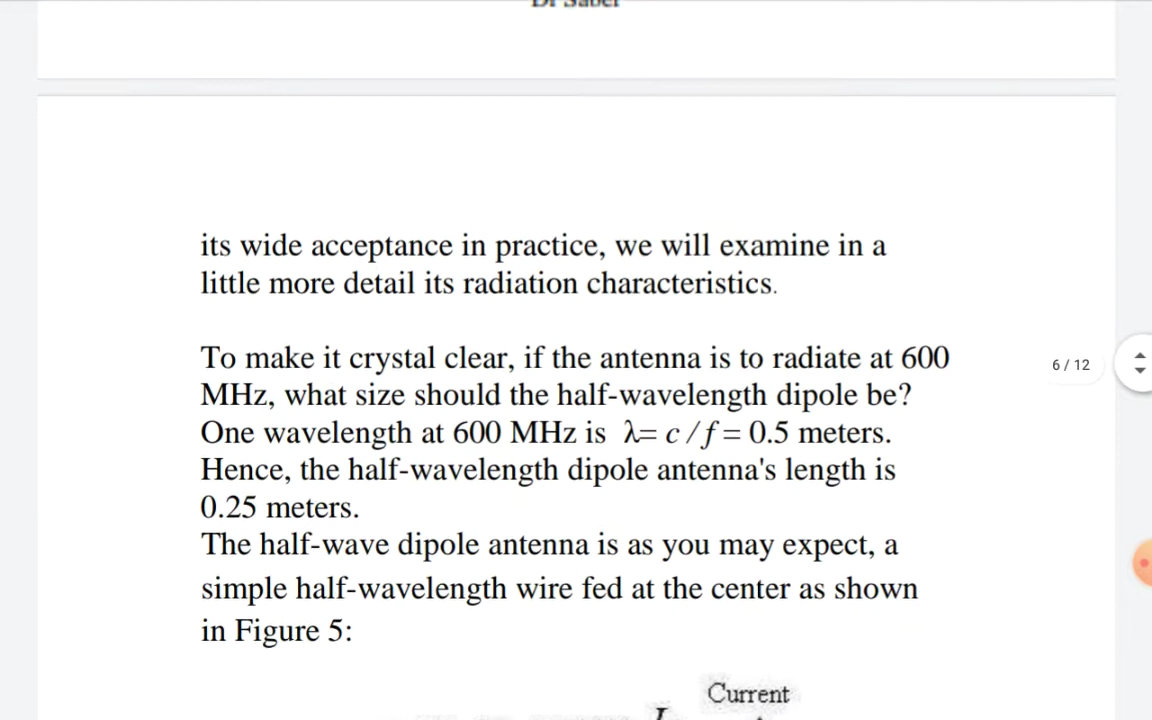 its wide acceptance in practice, we will examine in a
little more detail its radiation characteristics.
To make it crystal clear, if the antenna is to radiate at 600
MHz, what size should the half-wavelength dipole be?
One wavelength at 600 MHz is λ= c / f = 0.5 meters.
Hence, the half-wavelength dipole antenna's length is
0.25 meters.
The half-wave dipole antenna is as you may expect, a
simple half-wavelength wire fed at the center as shown
in Figure 5:
6 / 12
Current